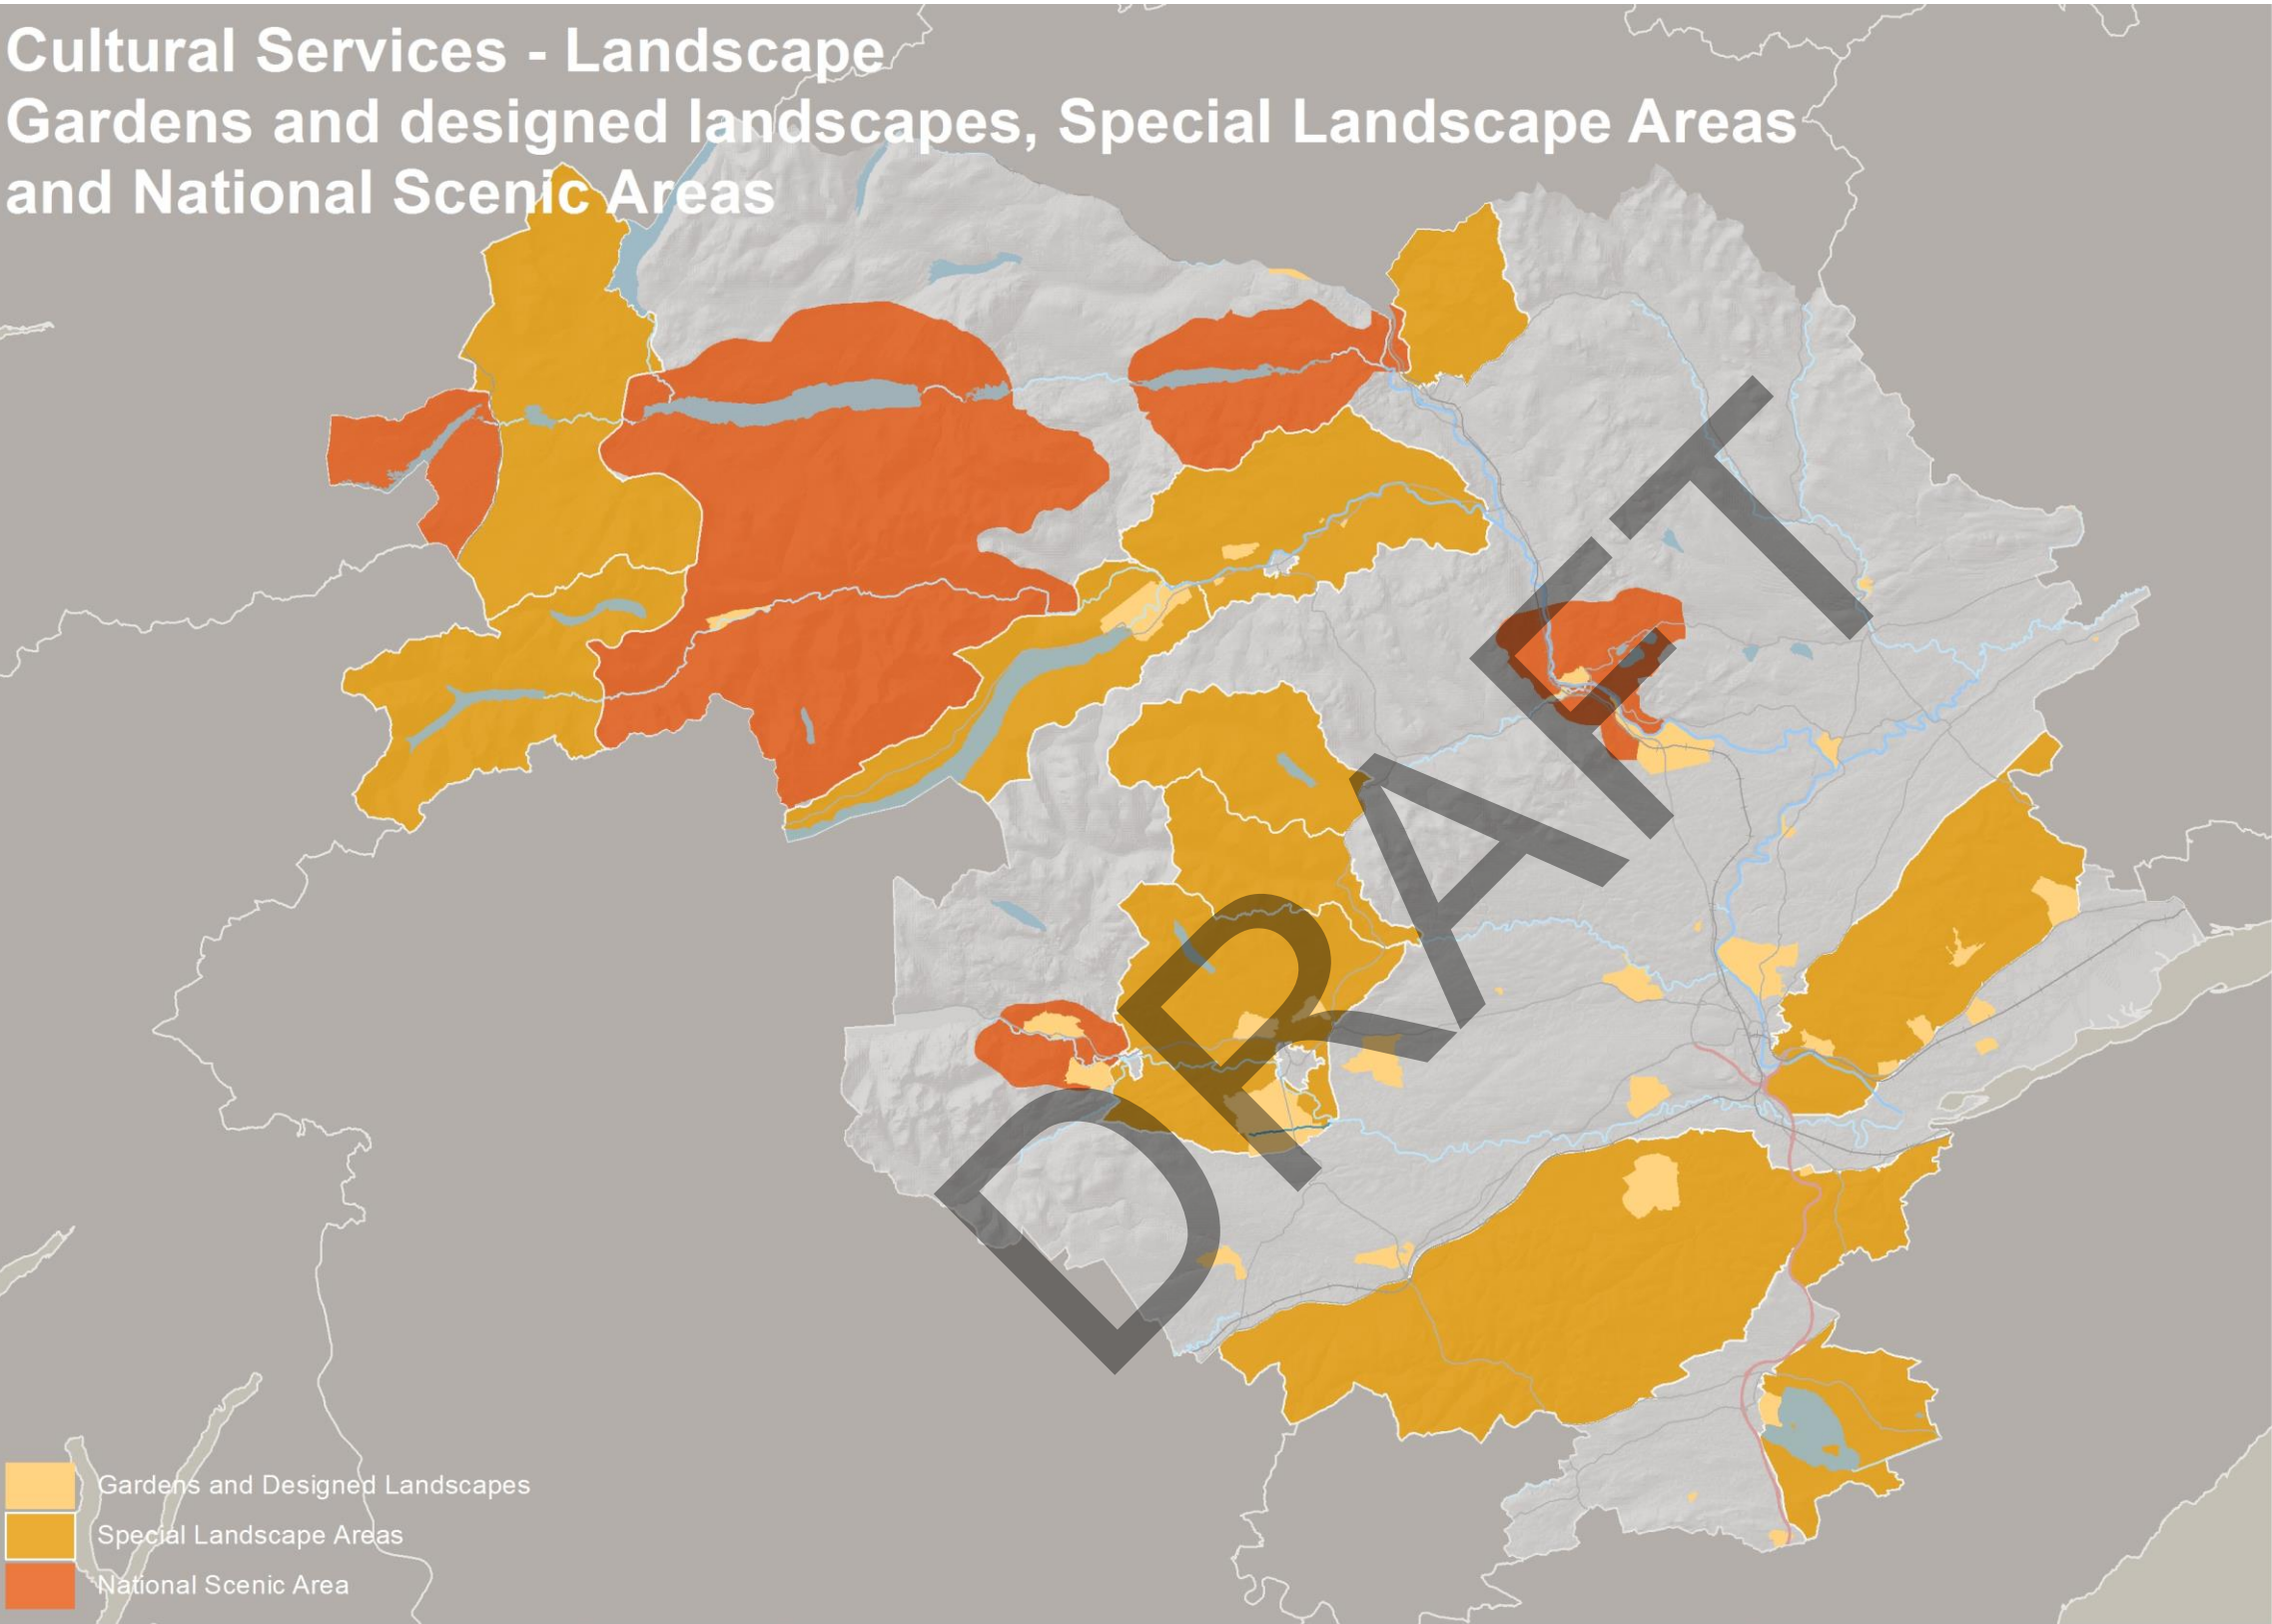 Cultural Services - Landscape
Gardens and designed landscapes, Special Landscape Areas
and National Scenic Areas
DRAFT
Gardens and Designed Landscapes
Special Landscape Areas
National Scenic Area